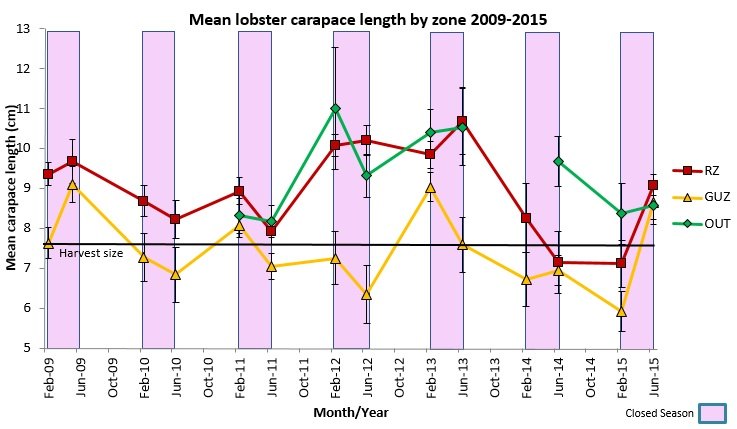 Mean lobster carapace length by zone 2009-2015
Mean carapace length (cm)
13
12
11
10
9
8
7
6
5
Harvest size
Feb-09
Jun-09
Oct-09
Feb-10
Jun-10
Oct-10
Feb-11
Jun-11
Oct-11
Feb-12
Jun-12
Oct-12
Feb-13
Jun-13
Oct-13
Feb-14
Jun-14
Oct-14
Feb-15
Jun-15
Month/Year
RZ
GUZ
OUT
Closed Season